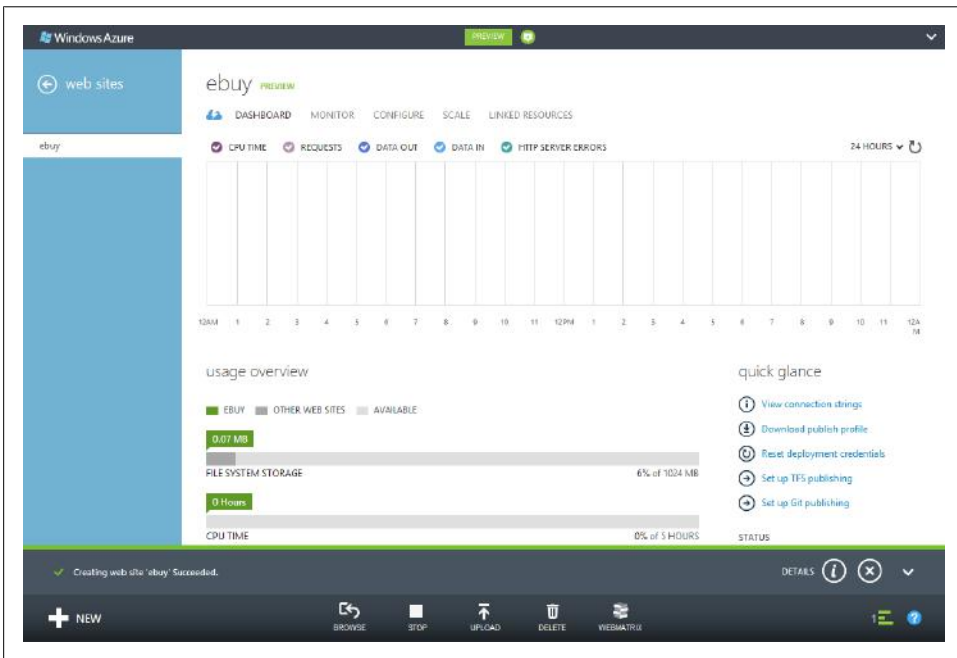 Windows Azure
PREVIEW
web sites
ebuy
ebuy PREVIEW
DASHBOARD MONITOR CONFIGURE SCALE LINKED RESOURCES
CPU TIME REQUESTS DATA OUT DATA IN HTTP SERVER ERRORS 24 HOURS
12AM 1 2 3 4 5 6 7 8 9 10 11 12PM 1 2 3 4 5 6 7 8 9 10 11 12A
M
usage overview
EBUY OTHER WEB SITES AVAILABLE
0.07 MB
FILE SYSTEM STORAGE 6% of 1024 MB
0 Hours
CPU TIME 0% of 5 HOURS
quick glance
View connection strings
Download publish profile
Reset deployment credentials
Set up TFS publishing
Set up Git publishing
STATUS
Creating web site 'ebuy' Succeeded. DETAILS
NEW BROWSE STOP UPLOAD DELETE WEBMATRIX 1 ?